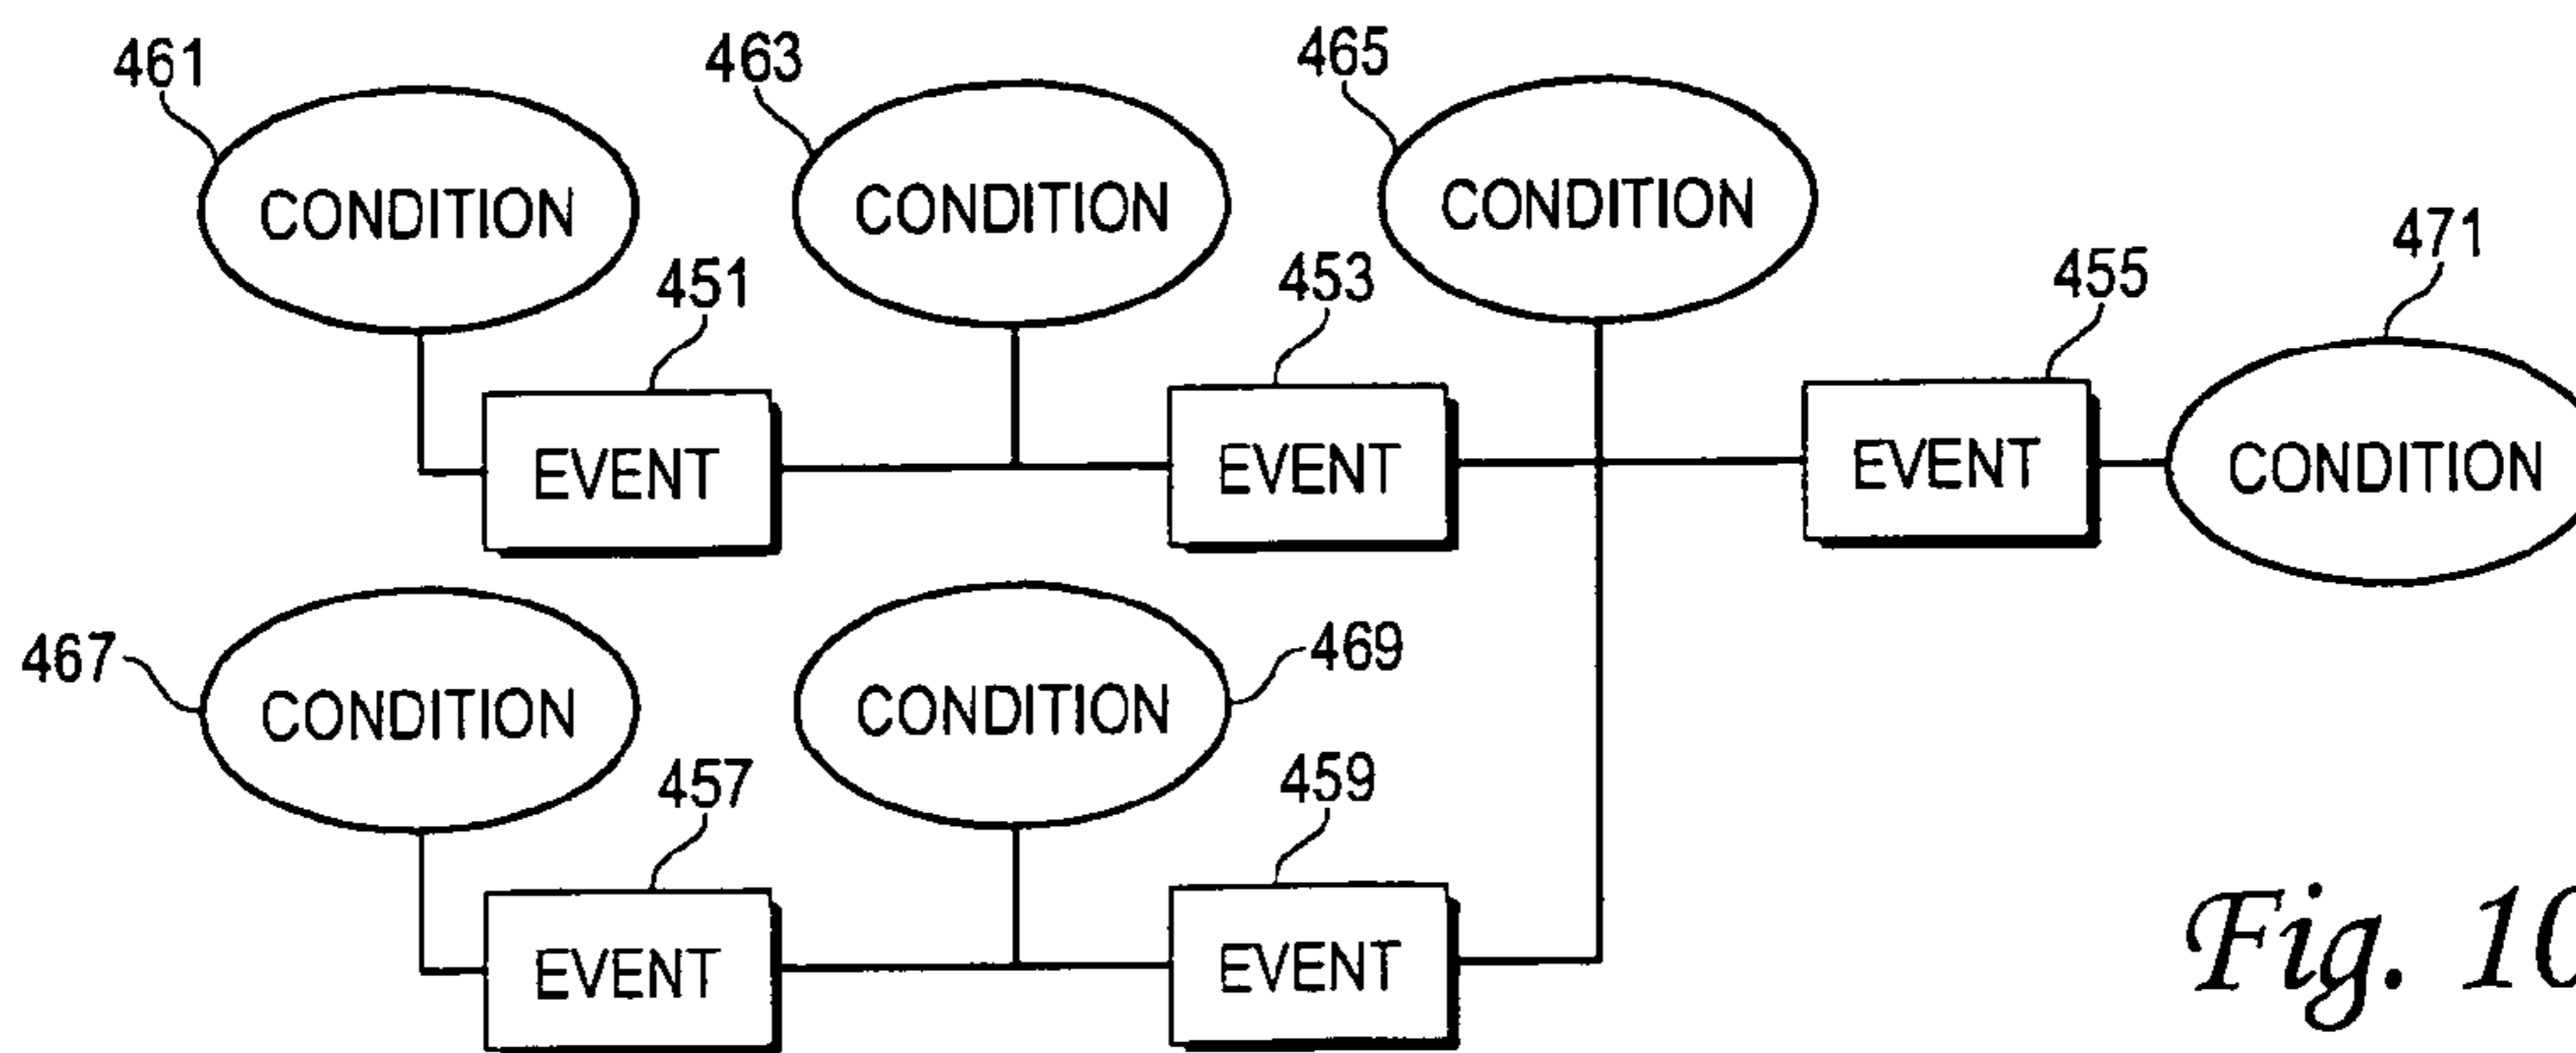 461
463
465
CONDITION
CONDITION
CONDITION
471
451
453
455
EVENT
EVENT
EVENT
CONDITION
467
CONDITION
CONDITION
469
457
459
EVENT
EVENT
Fig. 10